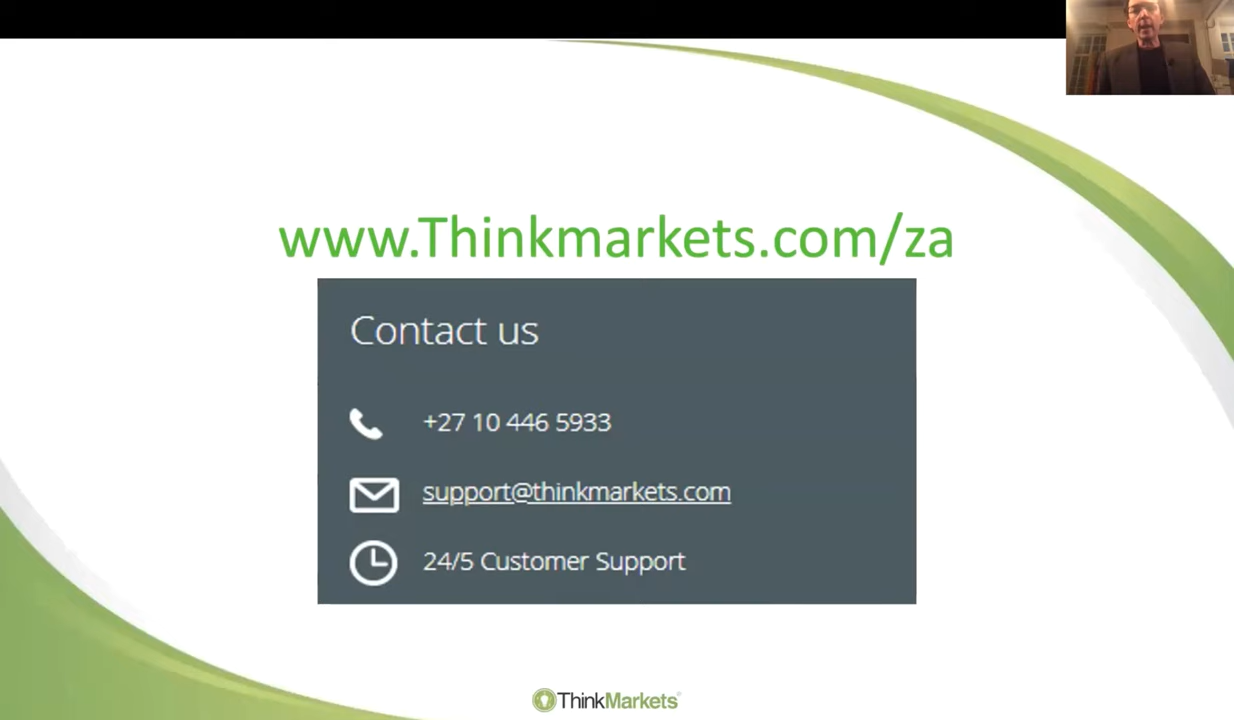 www.Thinkmarkets.com/za
Contact us
+27 10 446 5933
support@thinkmarkets.com
24/5 Customer Support
ThinkMarkets